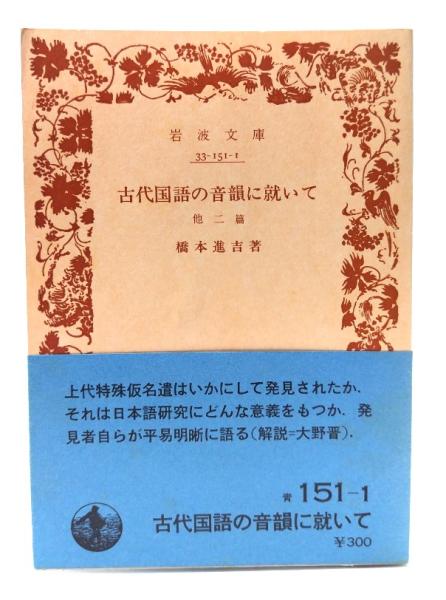 岩波文庫
33-151-1
古代国語の音韻に就いて
他二篇
橋本進吉著
上代特殊仮名遣はいかにして発見されたか．
それは日本語研究にどんな意義をもつか．発
見者自らが平易明晰に語る（解説＝大野晋）．
青 151-1
古代国語の音韻に就いて
￥300